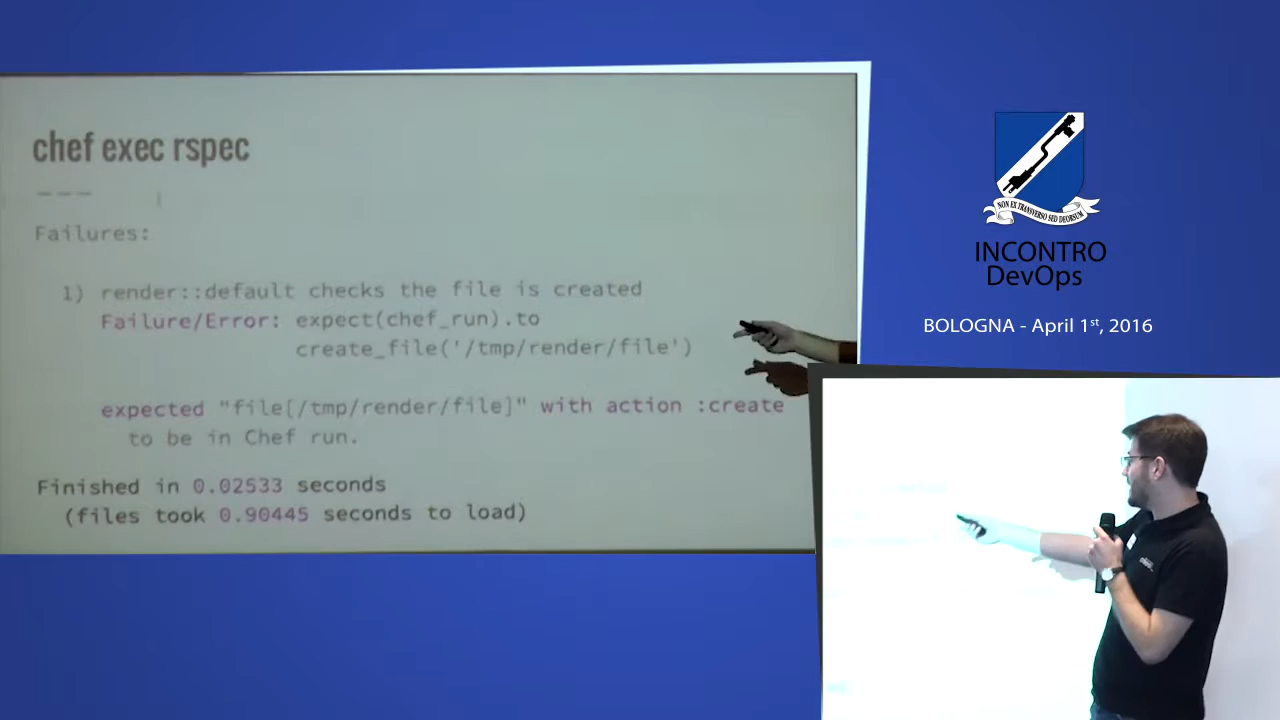 chef exec rspec
---
Failures:
1) render::default checks the file is created
Failure/Error: expect(chef_run).to
create_file('/tmp/render/file')
expected "file[/tmp/render/file]" with action :create
to be in Chef run.
Finished in 0.02533 seconds
(files took 0.90445 seconds to load)
NON EX TRANSVERSO SED DEORSUM
INCONTRO
DevOps
BOLOGNA - April 1st, 2016